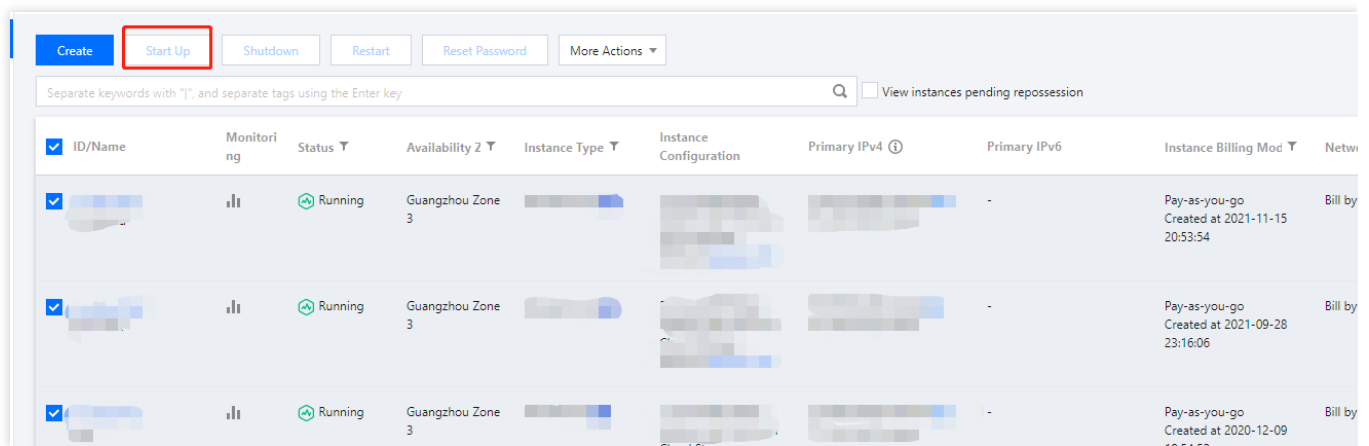 Create Start Up Shutdown Restart Reset Password More Actions
Separate keywords with "|", and separate tags using the Enter key
View instances pending repossession
ID/Name Monitori ng Status Availability Z Instance Type Instance Configuration Primary IPv4 Primary IPv6 Instance Billing Mod Netwo
Running Guangzhou Zone 3 - Pay-as-you-go Bill by
Created at 2021-11-15
20:53:54
Running Guangzhou Zone 3 - Pay-as-you-go Bill by
Created at 2021-09-28
23:16:06
Running Guangzhou Zone 3 - Pay-as-you-go Bill by
Created at 2020-12-09